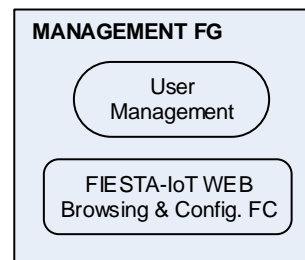 MANAGEMENT FG
User
Management
FIESTA-IoT WEB
Browsing & Config. FC